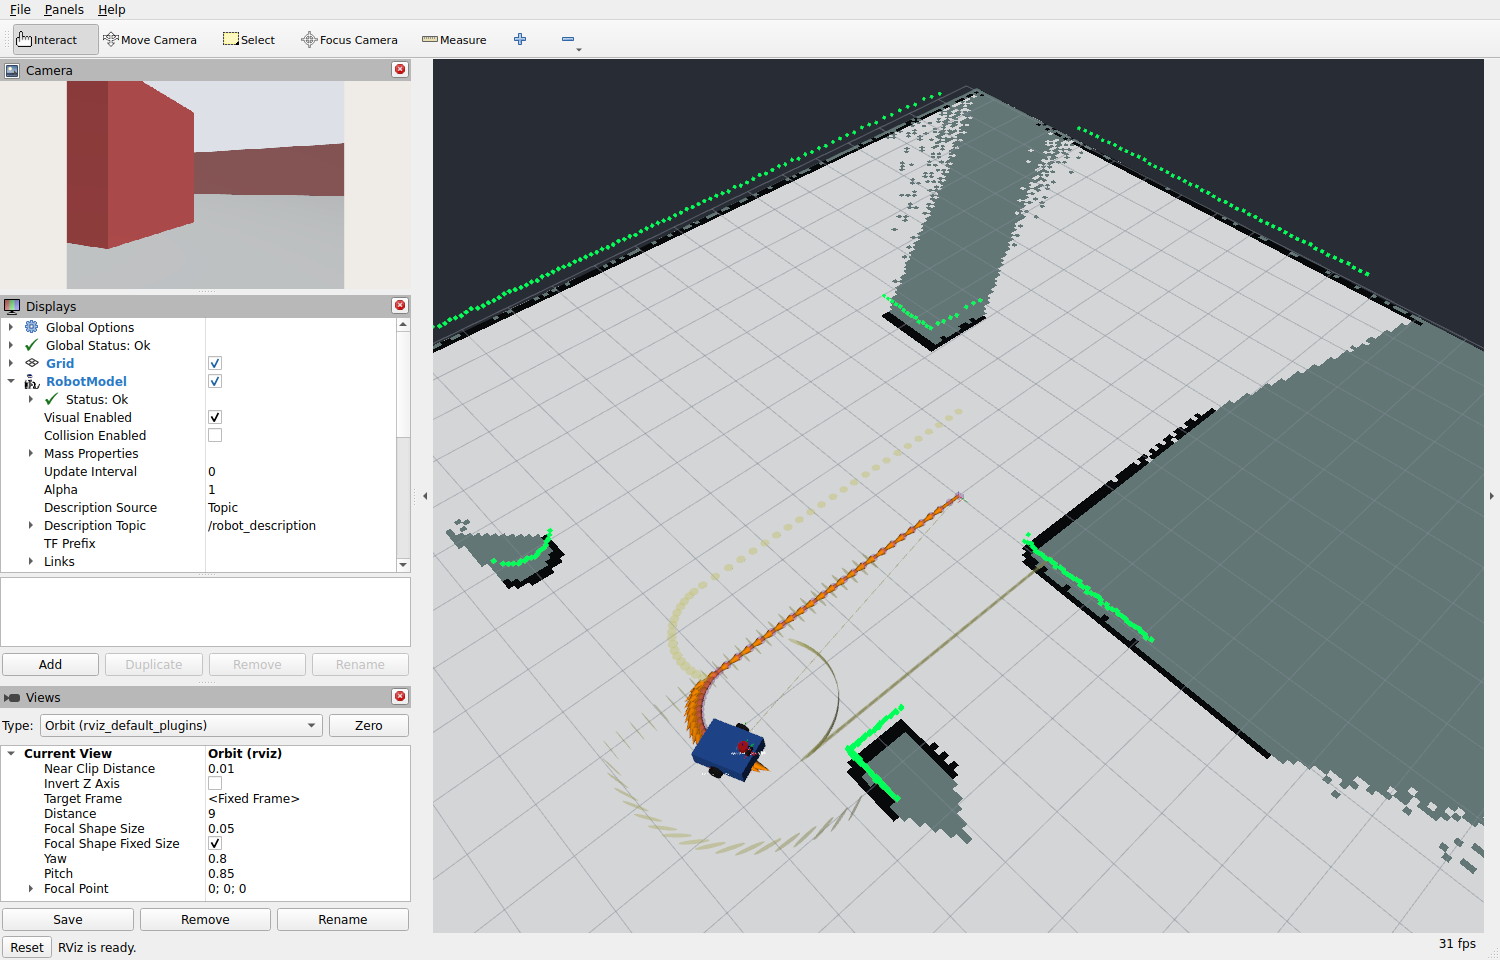 File Panels Help
Interact Move Camera Select Focus Camera Measure
Camera
Displays
Global Options
Global Status: Ok
Grid
RobotModel
Status: Ok
Visual Enabled
Collision Enabled
Mass Properties
Update Interval 0
Alpha 1
Description Source Topic
Description Topic /robot_description
TF Prefix
Links
Add Duplicate Remove Rename
Views
Type: Orbit (rviz_default_plugins) Zero
Current View Orbit (rviz)
Near Clip Distance 0.01
Invert Z Axis
Target Frame <Fixed Frame>
Distance 9
Focal Shape Size 0.05
Focal Shape Fixed Size
Yaw 0.8
Pitch 0.85
Focal Point 0; 0; 0
Save Remove Rename
Reset RViz is ready. 31 fps